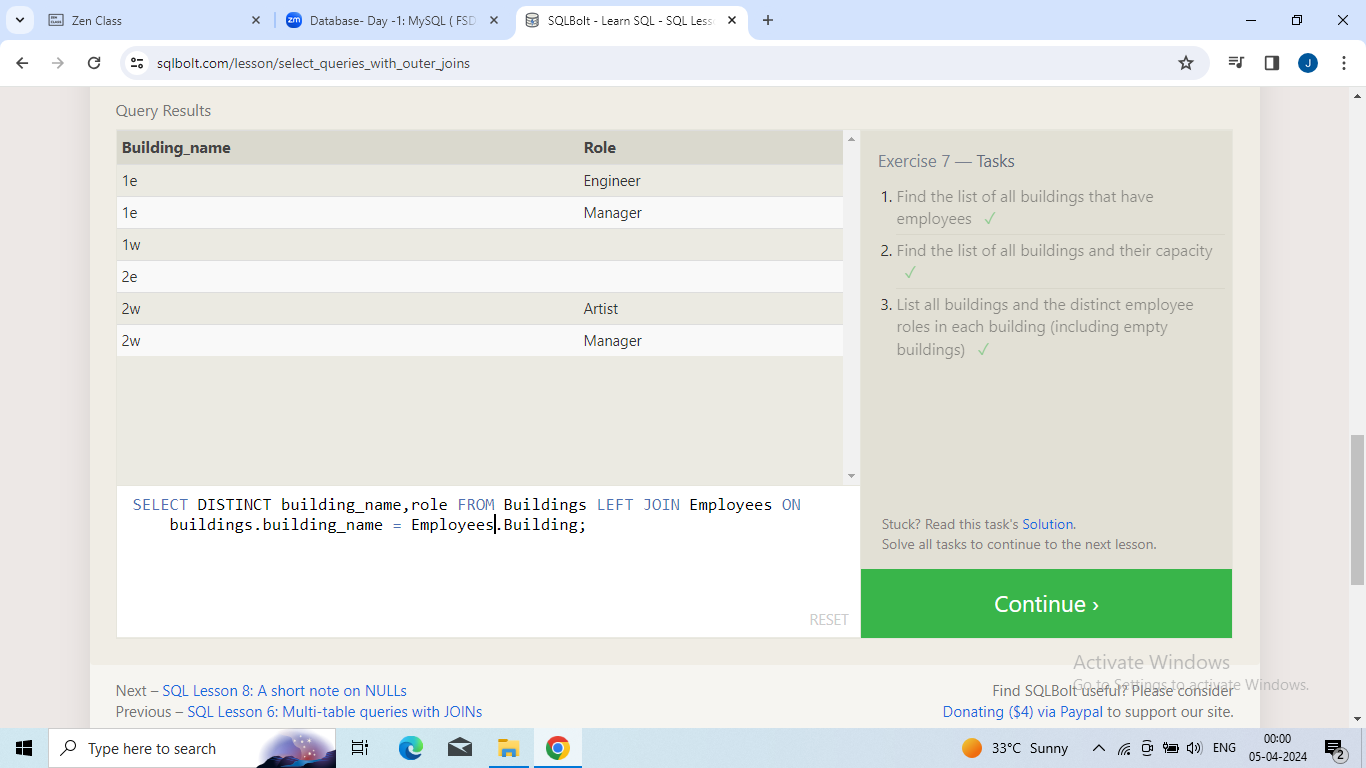 Zen Class
Database- Day -1: MySQL ( FSD
SQLBolt - Learn SQL - SQL Less
sqlbolt.com/lesson/select_queries_with_outer_joins
J
Query Results
Building_name Role
1e Engineer
1e Manager
1w
2e
2w Artist
2w Manager
Exercise 7 — Tasks
1. Find the list of all buildings that have
employees ✓
2. Find the list of all buildings and their capacity
✓
3. List all buildings and the distinct employee
roles in each building (including empty
buildings) ✓
SELECT DISTINCT building_name,role FROM Buildings LEFT JOIN Employees ON
buildings.building_name = Employees.Building;
RESET
Stuck? Read this task's Solution.
Solve all tasks to continue to the next lesson.
Continue ›
Next – SQL Lesson 8: A short note on NULLs
Previous – SQL Lesson 6: Multi-table queries with JOINs
Find SQLBolt useful? Please consider
Donating ($4) via Paypal to support our site.
Activate Windows
Go to Settings to activate Windows.
Type here to search
33°C Sunny
ENG
00:00
05-04-2024
2